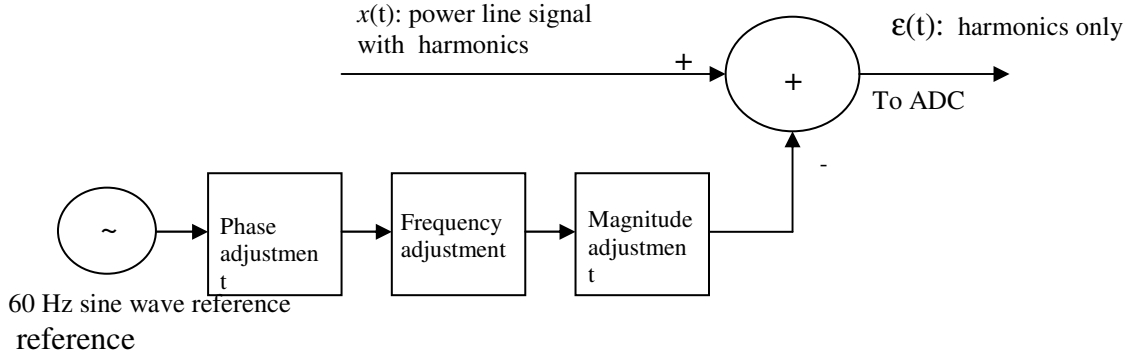 x(t): power line signal
with harmonics
ε(t): harmonics only
+
+
To ADC
-
~
Phase
adjustmen
t
Frequency
adjustment
Magnitude
adjustmen
t
60 Hz sine wave reference
reference